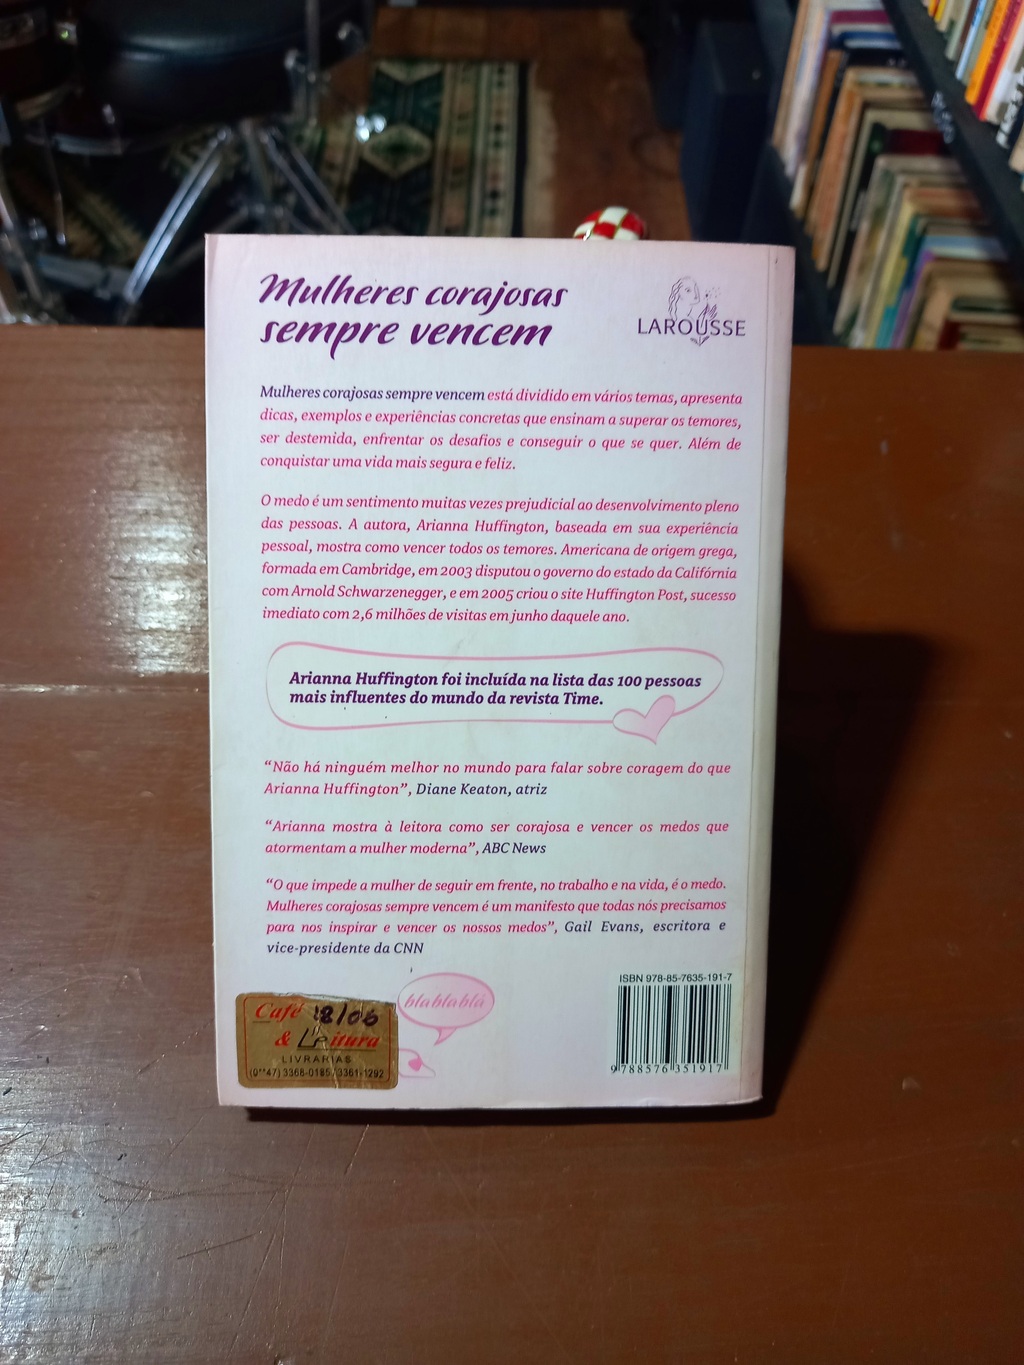 Mulheres corajosas
sempre vencem
LAROUSSE
Mulheres corajosas sempre vencem está dividido em vários temas, apresenta
dicas, exemplos e experiências concretas que ensinam a superar os temores,
ser destemida, enfrentar os desafios e conseguir o que se quer. Além de
conquistar uma vida mais segura e feliz.
O medo é um sentimento muitas vezes prejudicial ao desenvolvimento pleno
das pessoas. A autora, Arianna Huffington, baseada em sua experiência
pessoal, mostra como vencer todos os temores. Americana de origem grega,
formada em Cambridge, em 2003 disputou o governo do estado da Califórnia
com Arnold Schwarzenegger, e em 2005 criou o site Huffington Post, sucesso
imediato com 2,6 milhões de visitas em junho daquele ano.
Arianna Huffington foi incluída na lista das 100 pessoas
mais influentes do mundo da revista Time.
“Não há ninguém melhor no mundo para falar sobre coragem do que
Arianna Huffington”, Diane Keaton, atriz
“Arianna mostra à leitora como ser corajosa e vencer os medos que
atormentam a mulher moderna”, ABC News
“O que impede a mulher de seguir em frente, no trabalho e na vida, é o medo.
Mulheres corajosas sempre vencem é um manifesto que todas nós precisamos
para nos inspirar e vencer os nossos medos”, Gail Evans, escritora e
vice-presidente da CNN
blablablá
ISBN 978-85-7635-191-7
9 788576 351917
Café 18/06
& Leitura
LIVRARIAS
(0**47) 3368-0185 / 3361-1292